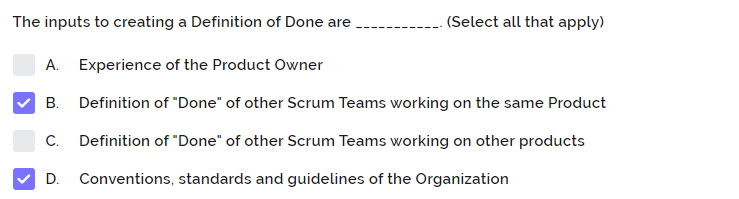 The inputs to creating a Definition of Done are ___________. (Select all that apply)
A. Experience of the Product Owner
B. Definition of "Done" of other Scrum Teams working on the same Product
C. Definition of "Done" of other Scrum Teams working on other products
D. Conventions, standards and guidelines of the Organization